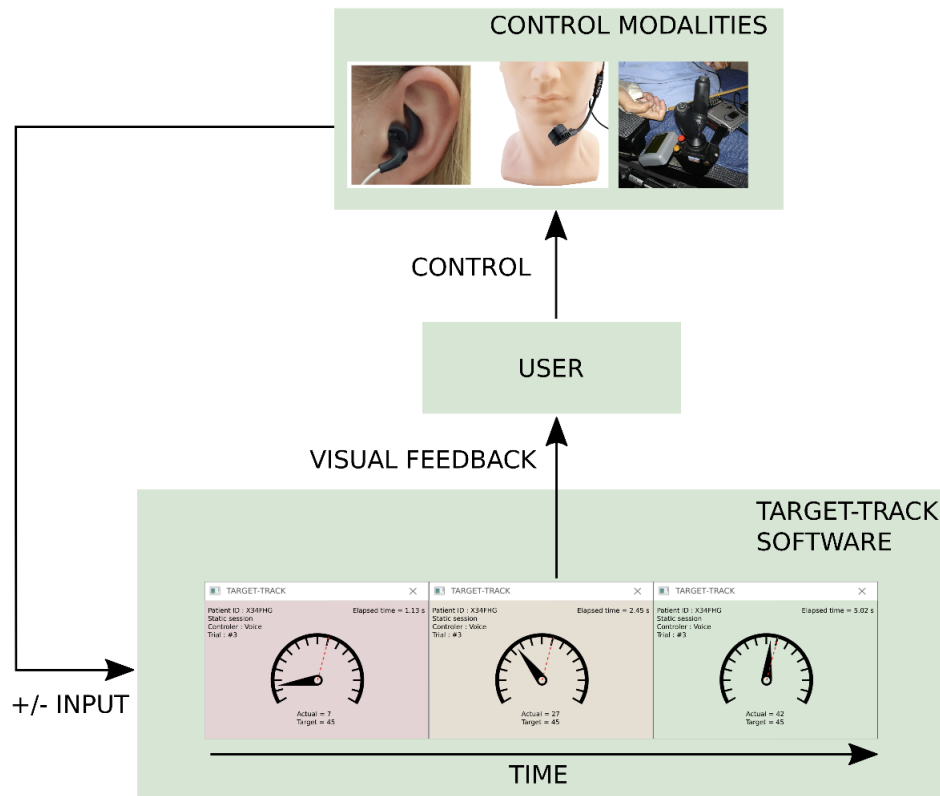 CONTROL MODALITIES
CONTROL
USER
VISUAL FEEDBACK
TARGET-TRACK
SOFTWARE
TARGET-TRACK
Patient ID : X34FHG
Elapsed time = 1.13 s
Static session
Controler : Voice
Trial : #3
Actual = 7
Target = 45
TARGET-TRACK
Patient ID : X34FHG
Elapsed time = 2.45 s
Static session
Controler : Voice
Trial : #3
Actual = 27
Target = 45
TARGET-TRACK
Patient ID : X34FHG
Elapsed time = 5.02 s
Static session
Controler : Voice
Trial : #3
Actual = 42
Target = 45
+/- INPUT
TIME